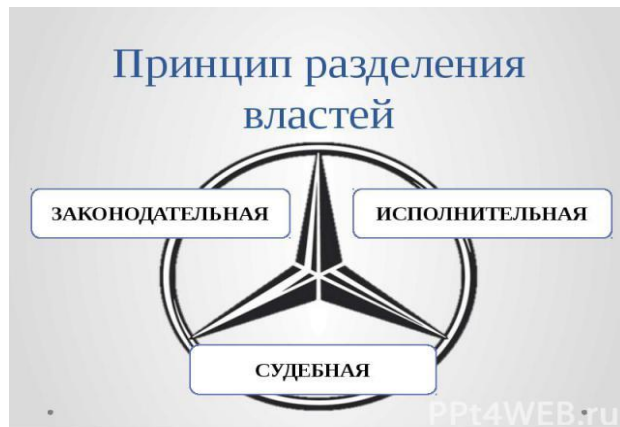 Принцип разделения
властей
ЗАКОНОДАТЕЛЬНАЯ
ИСПОЛНИТЕЛЬНАЯ
СУДЕБНАЯ
PPt4WEB.ru